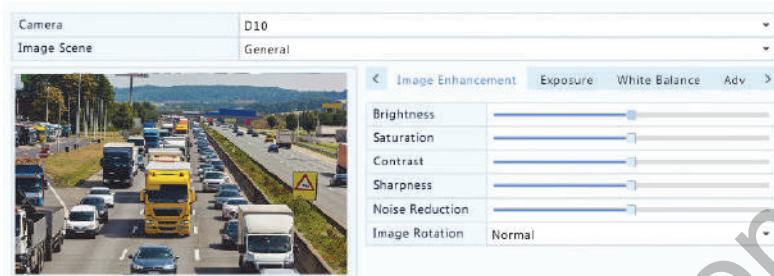 Camera D10
Image Scene General
< Image Enhancement Exposure White Balance Adv >
Brightness
Saturation
Contrast
Sharpness
Noise Reduction
Image Rotation Normal